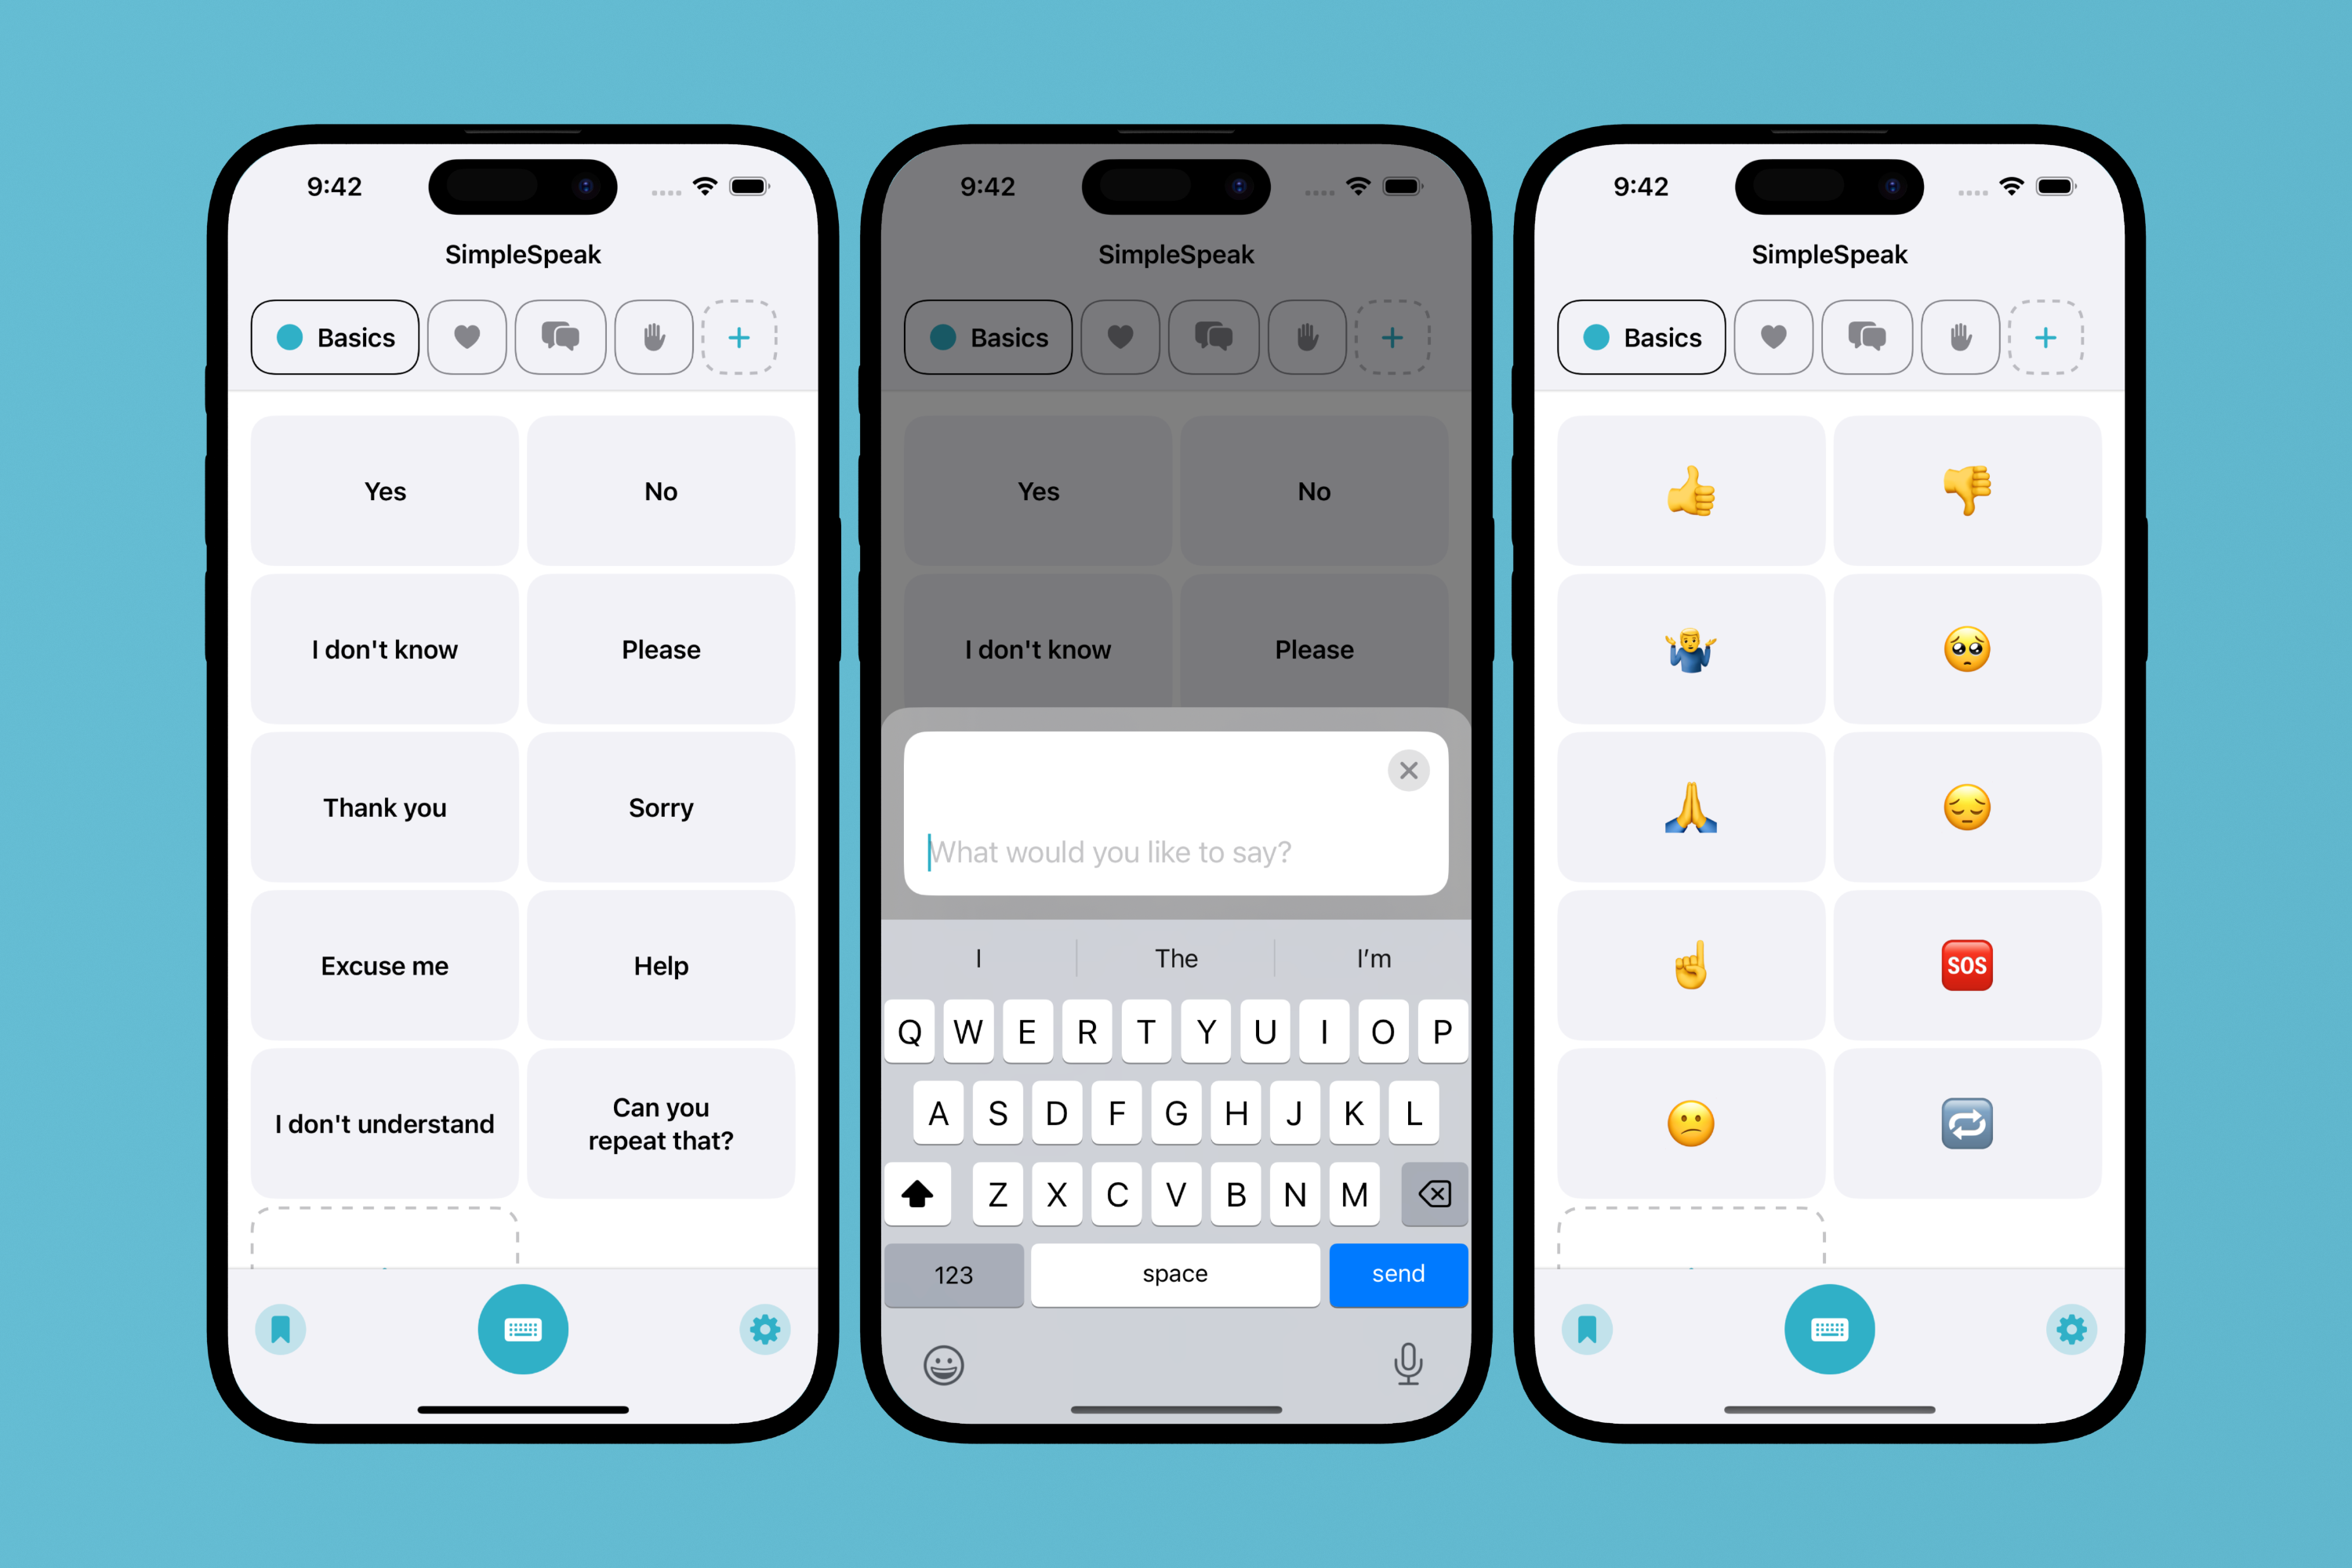 9:42
SimpleSpeak
Basics
Yes
No
I don't know
Please
Thank you
Sorry
Excuse me
Help
I don't understand
Can you
repeat that?
9:42
SimpleSpeak
Basics
Yes
No
I don't know
Please
What would you like to say?
I
The
I’m
Q W E R T Y U I O P
A S D F G H J K L
Z X C V B N M
123
space
send
9:42
SimpleSpeak
Basics
SOS